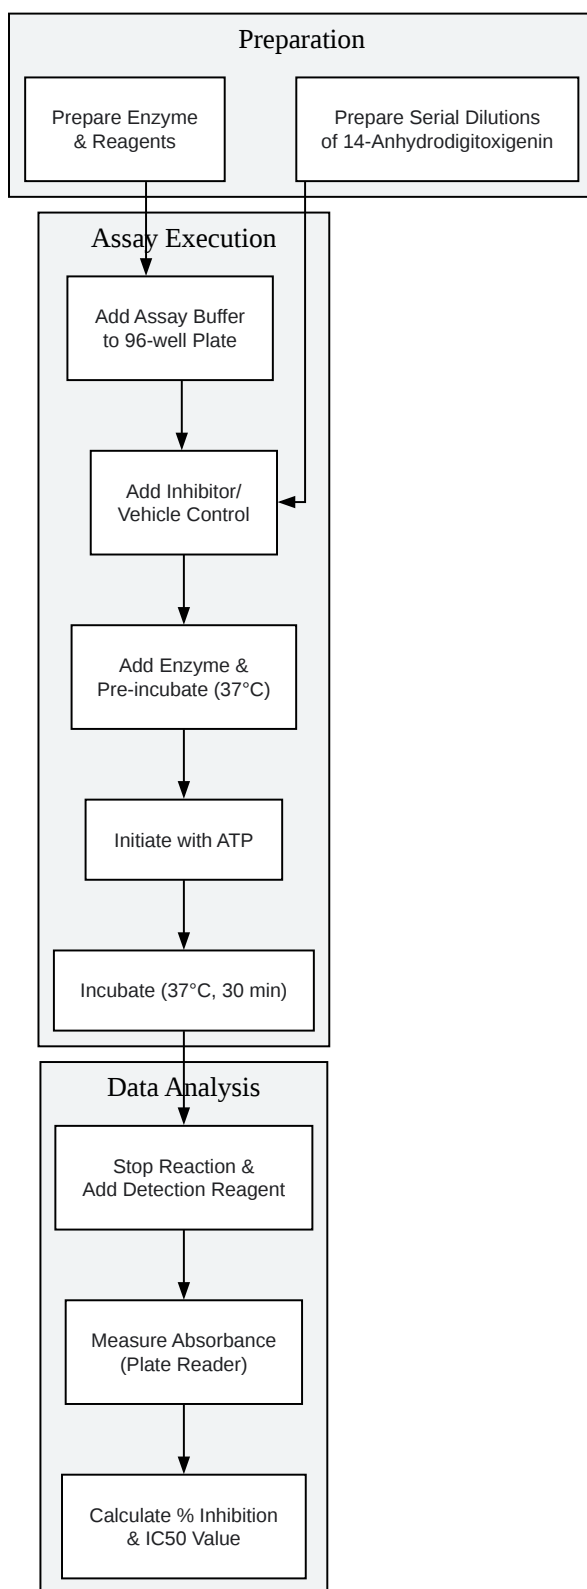 Preparation
Prepare Enzyme
& Reagents
Prepare Serial Dilutions
of 14-Anhydrodigitoxigenin
Assay Execution
Add Assay Buffer
to 96-well Plate
Add Inhibitor/
Vehicle Control
Add Enzyme &
Pre-incubate (37°C)
Initiate with ATP
Incubate (37°C, 30 min)
Data Analysis
Stop Reaction &
Add Detection Reagent
Measure Absorbance
(Plate Reader)
Calculate % Inhibition
& IC50 Value